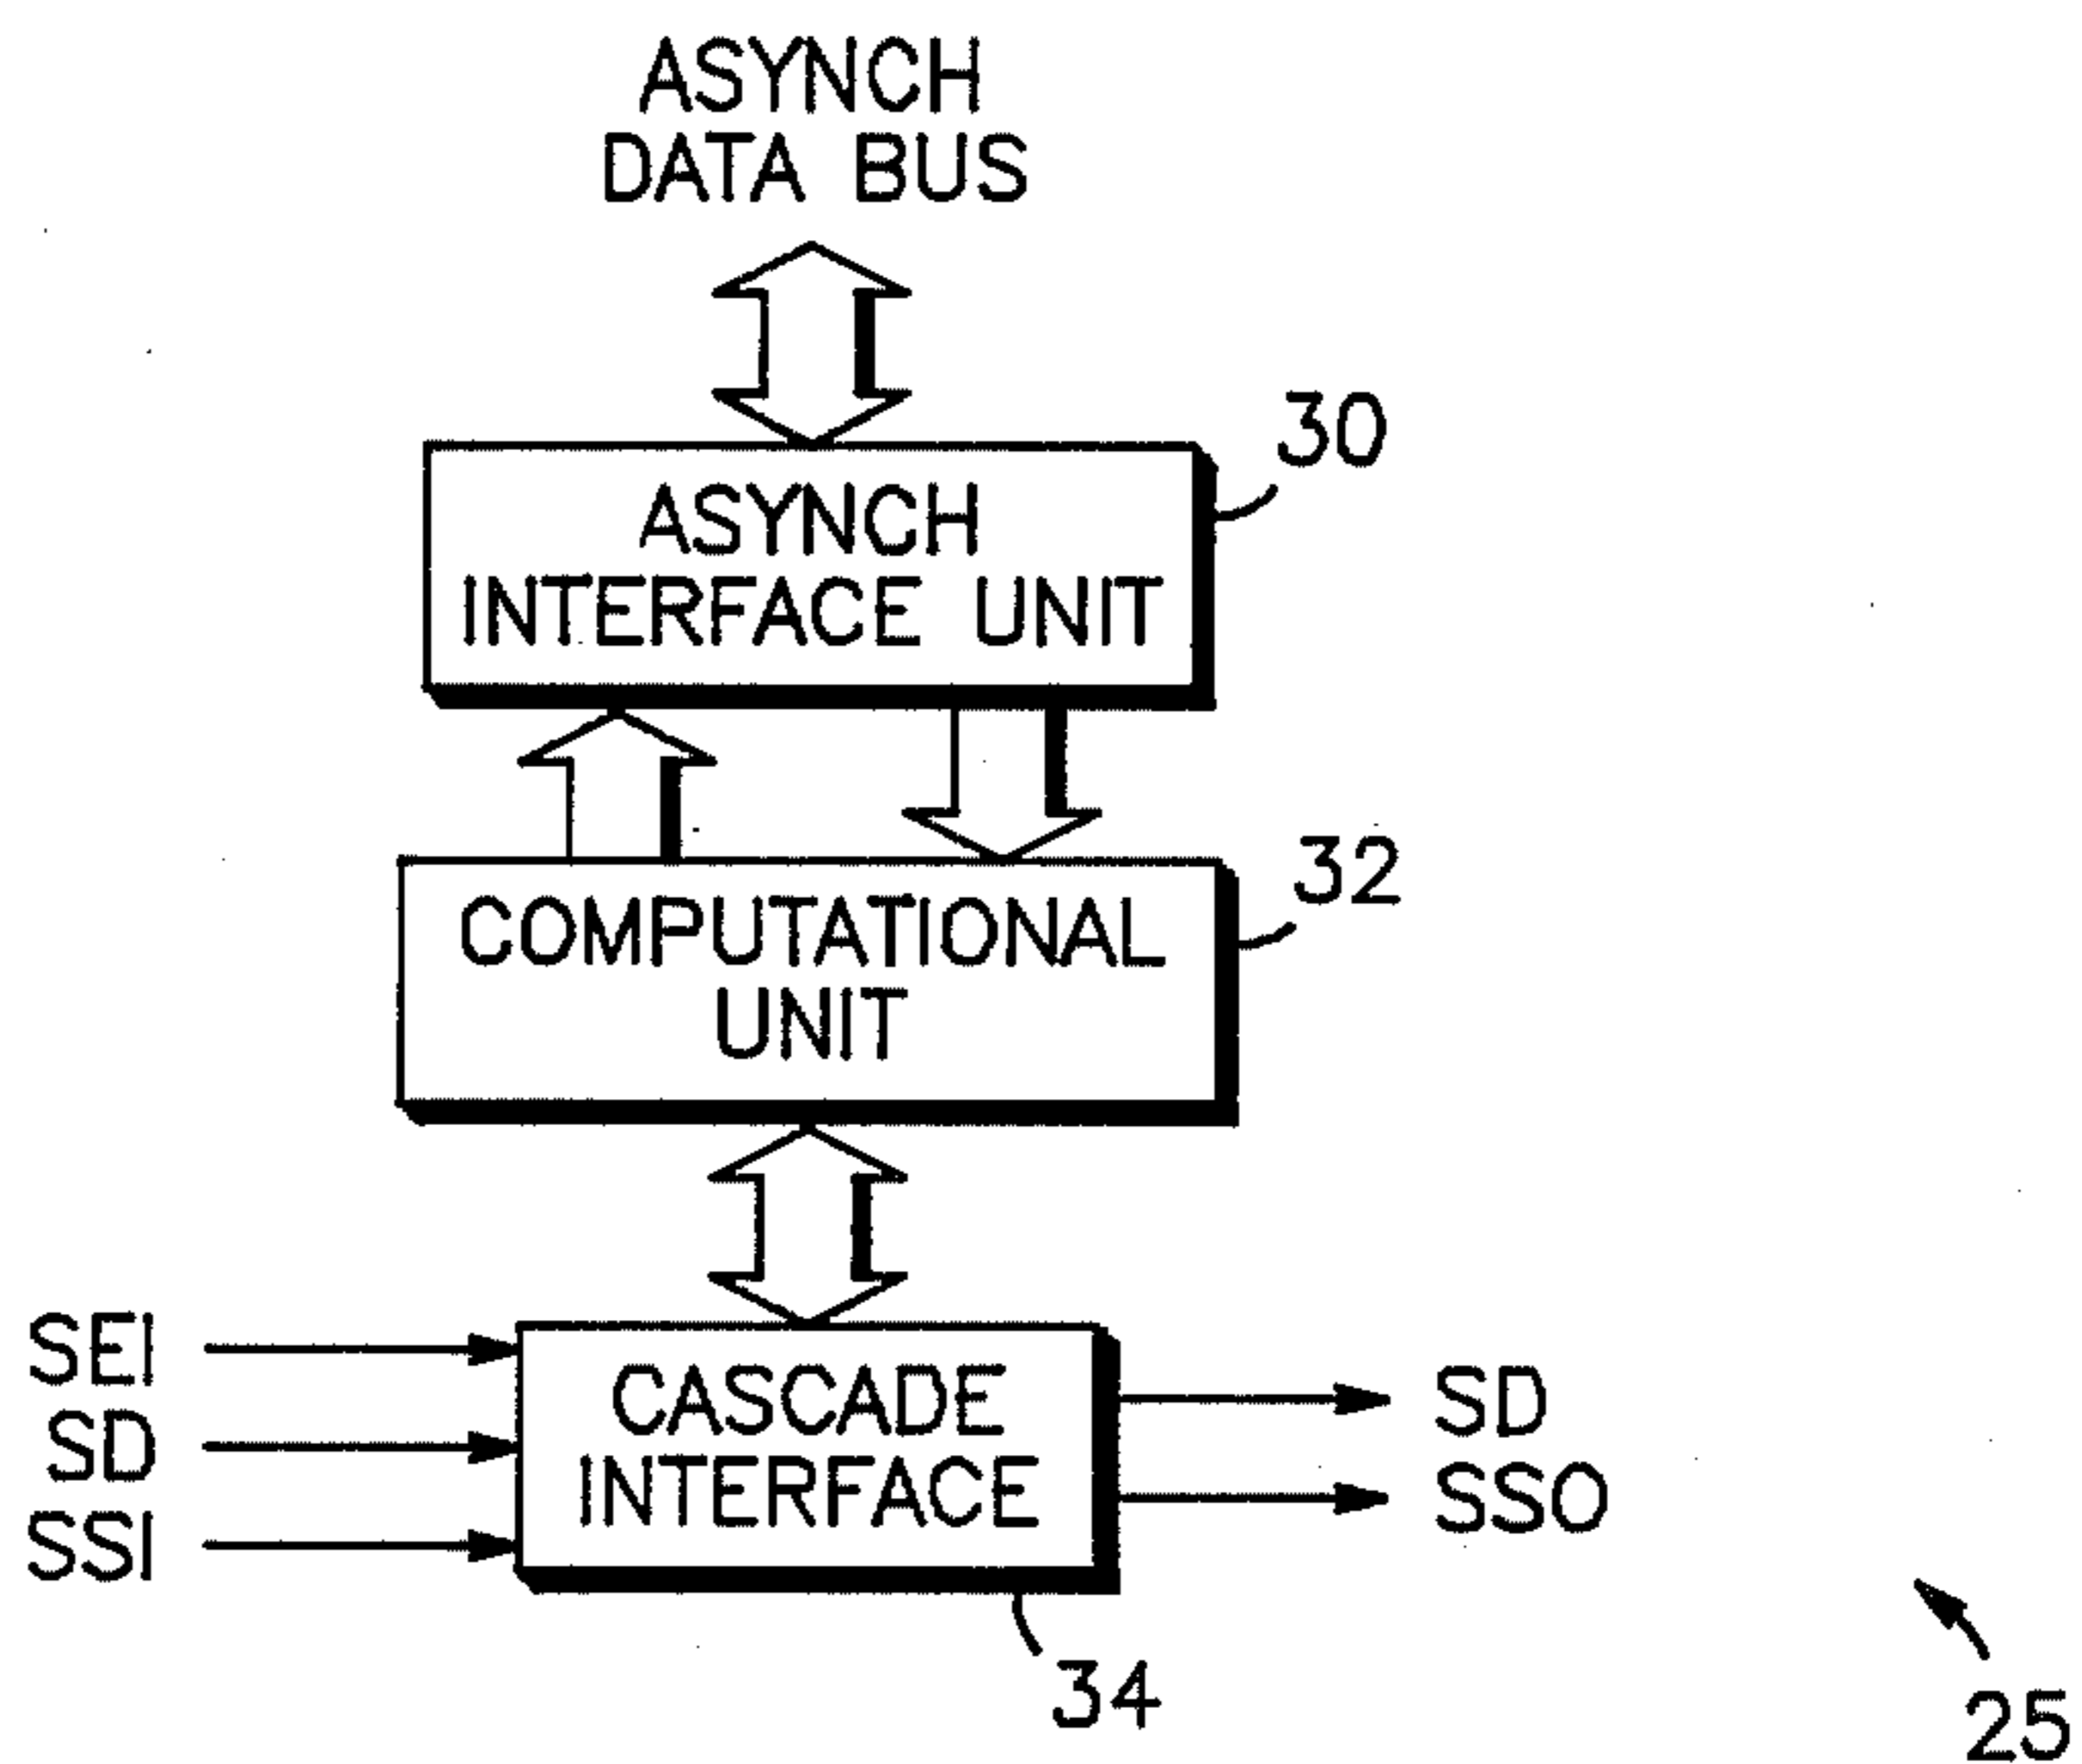 ASYNCH
DATA BUS
30
ASYNCH
INTERFACE UNIT
32
COMPUTATIONAL
UNIT
SEI
SD
SSI
CASCADE
INTERFACE
SD
SSO
34
25